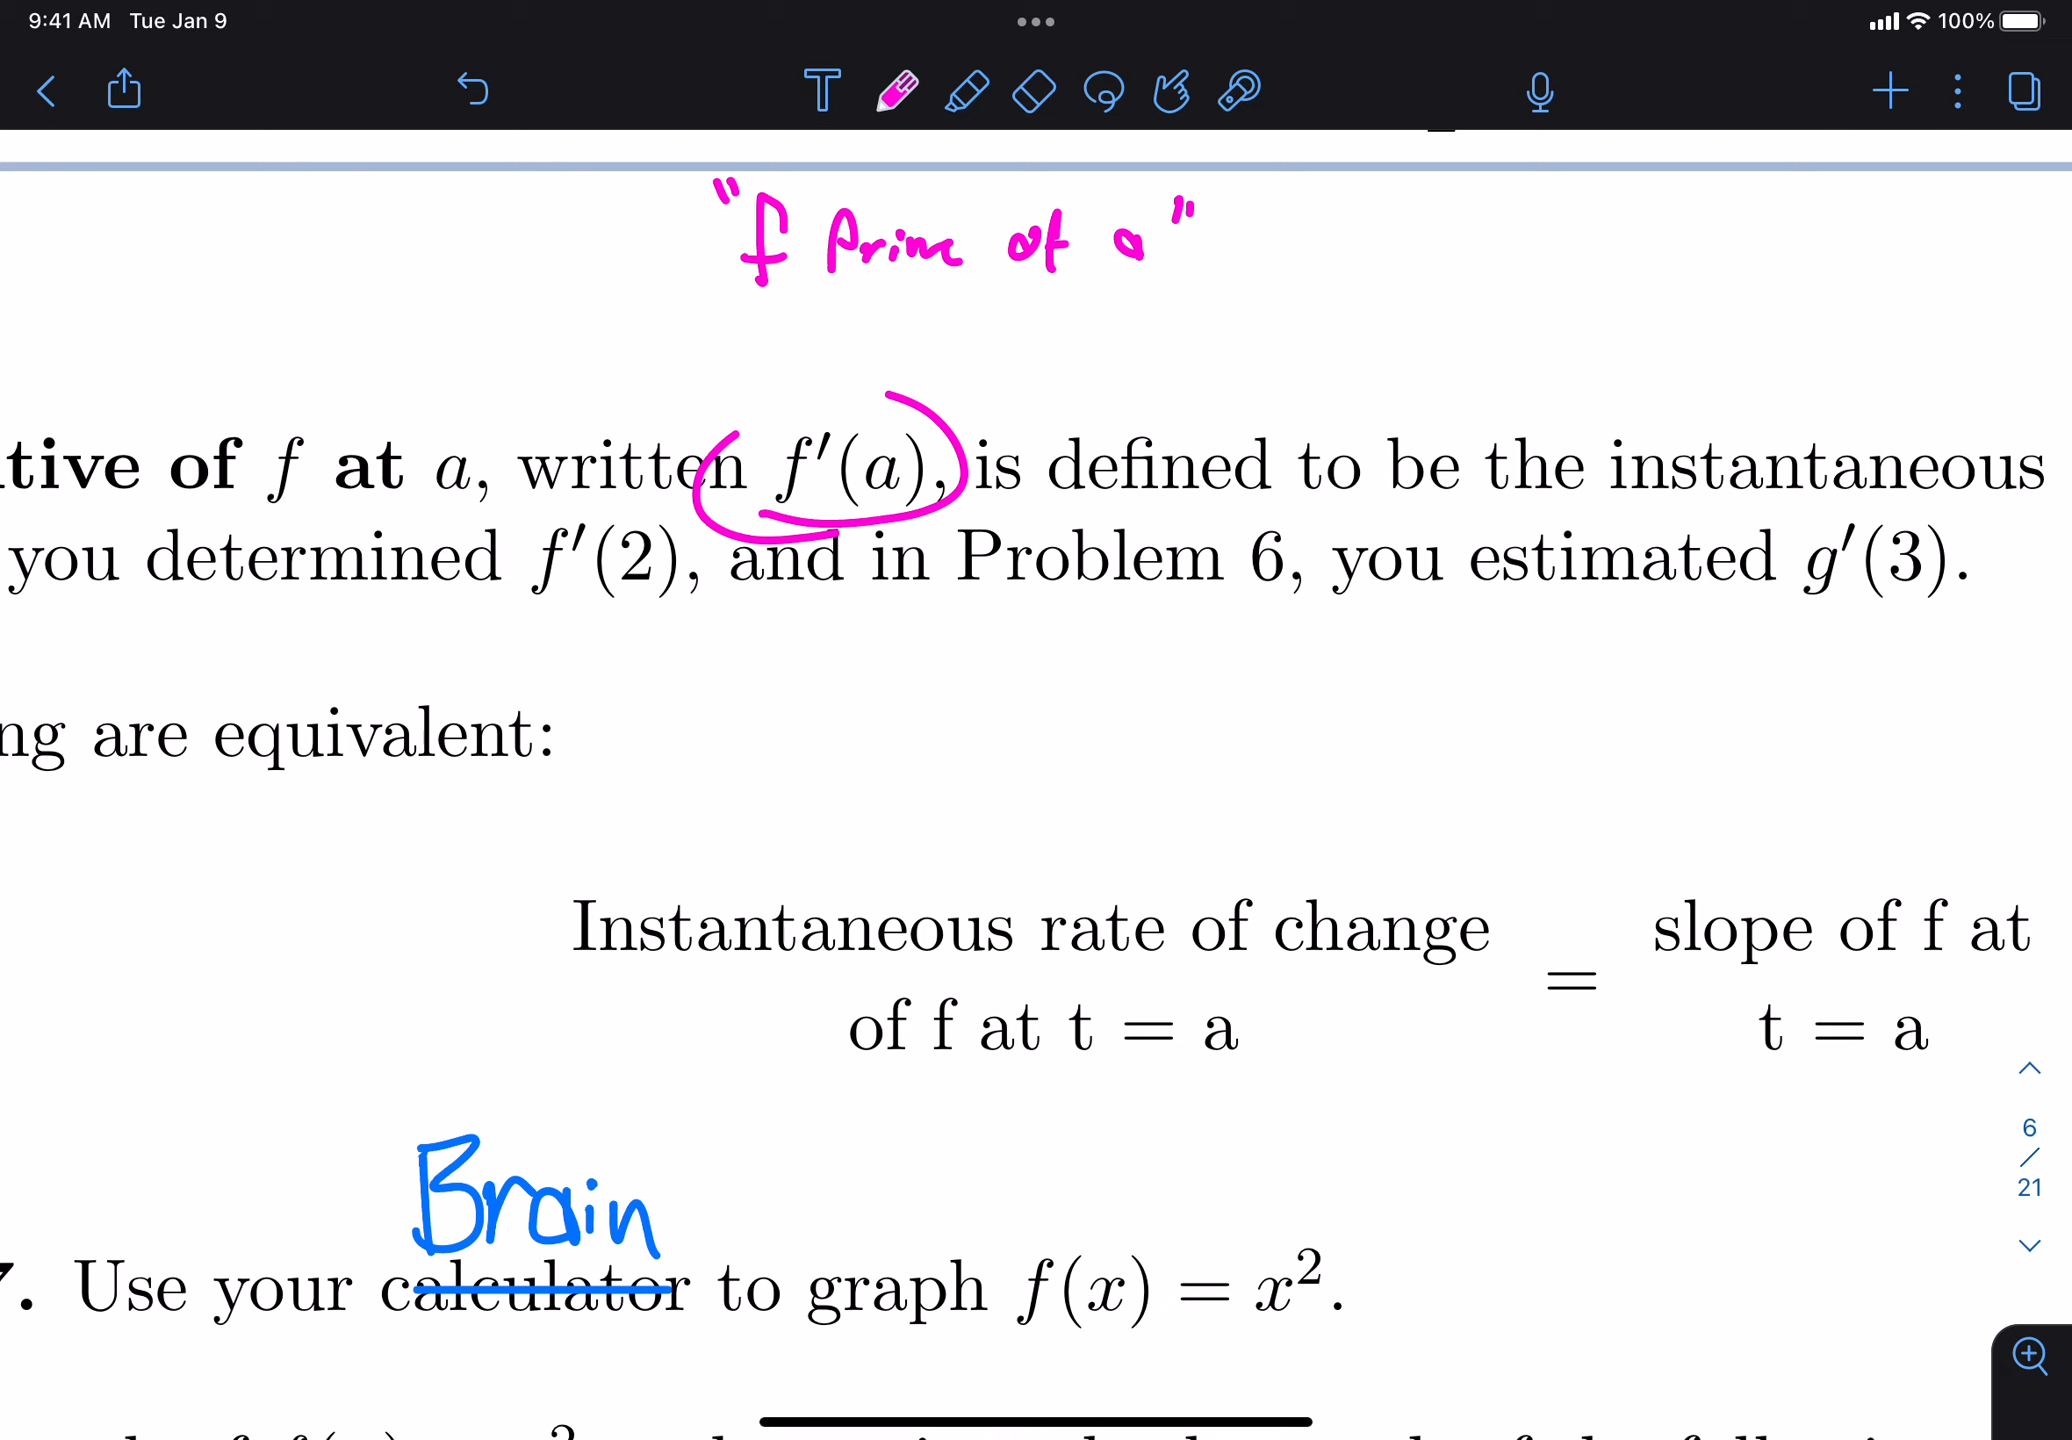 9:41 AM Tue Jan 9
100%
"f prime of a"
tive of f at a, written f′(a), is defined to be the instantaneous
you determined f′(2), and in Problem 6, you estimated g′(3).
ng are equivalent:
Instantaneous rate of change
of f at t = a
=
slope of f at
t = a
6
/
21
Brain
. Use your calculator to graph f(x) = x².